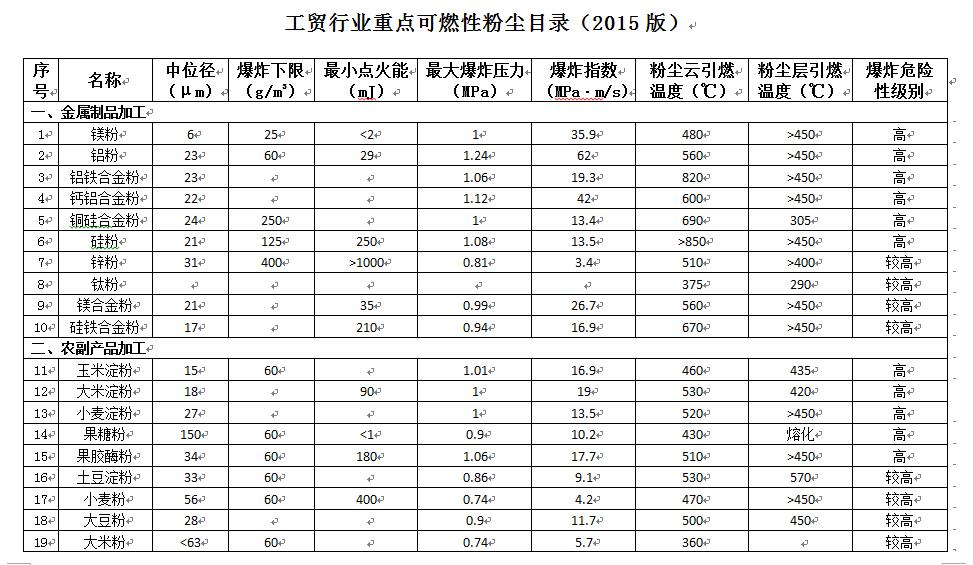 工贸行业重点可燃性粉尘目录（2015 版）
序号 名称 中位径（μm） 爆炸下限（g/m³） 最小点火能（mJ） 最大爆炸压力（MPa） 爆炸指数（MPa·m/s） 粉尘云引燃温度（℃） 粉尘层引燃温度（℃） 爆炸危险性级别
一、金属制品加工
1 镁粉 6 25 <2 1 35.9 480 >450 高
2 铝粉 23 60 29 1.24 62 560 >450 高
3 铝铁合金粉 23 1.06 19.3 820 >450 高
4 钙铝合金粉 22 1.12 42 600 >450 高
5 铜硅合金粉 24 250 1 13.4 690 305 高
6 硅粉 21 125 250 1.08 13.5 >850 >450 高
7 锌粉 31 400 >1000 0.81 3.4 510 >400 较高
8 钛粉 375 290 较高
9 镁合金粉 21 35 0.99 26.7 560 >450 较高
10 硅铁合金粉 17 210 0.94 16.9 670 >450 较高
二、农副产品加工
11 玉米淀粉 15 60 1.01 16.9 460 435 高
12 大米淀粉 18 90 1 19 530 420 高
13 小麦淀粉 27 1 13.5 520 >450 高
14 果糖粉 150 60 <1 0.9 10.2 430 熔化 高
15 果胶酶粉 34 60 180 1.06 17.7 510 >450 高
16 土豆淀粉 33 60 0.86 9.1 530 570 较高
17 小麦粉 56 60 400 0.74 4.2 470 >450 较高
18 大豆粉 28 0.9 11.7 500 450 较高
19 大米粉 <63 60 0.74 5.7 360 较高